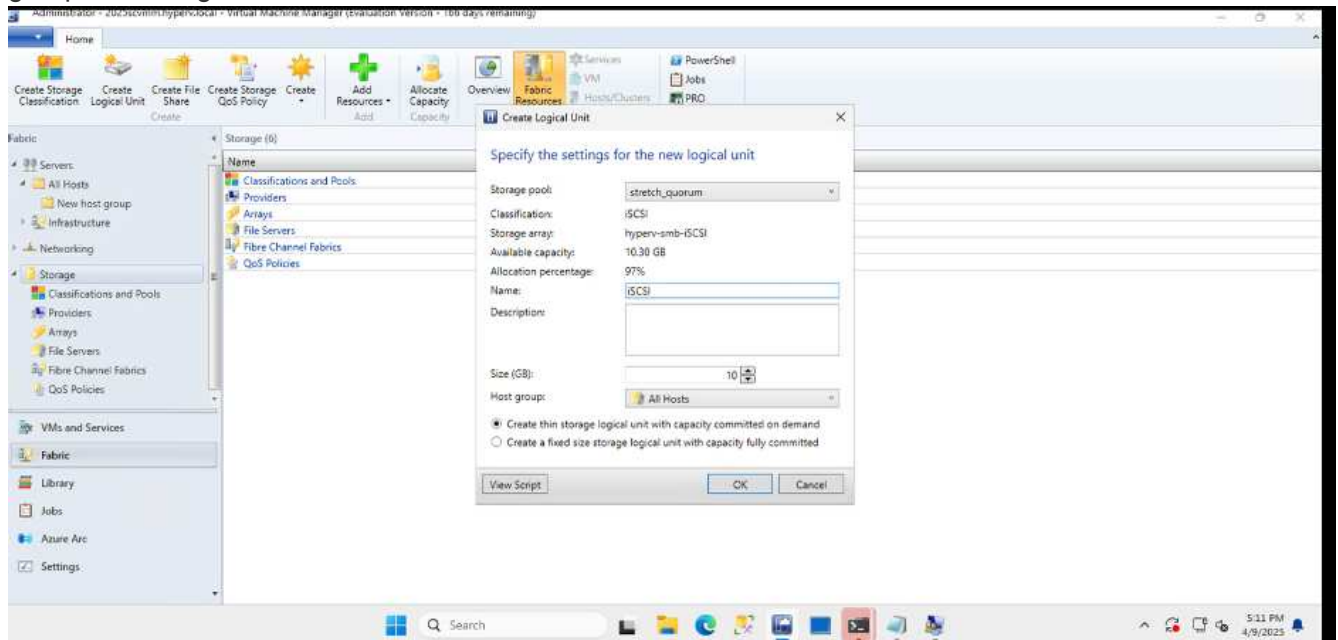 Administrator - 2025scvmm.hyperv.local - Virtual Machine Manager (Evaluation Version - 166 days remaining)
Home
Create Storage Classification
Create Logical Unit
Create File Share
Create Storage QoS Policy
Create
Add Resources
Allocate Capacity
Overview
Fabric Resources
Services
VM
Hosts/Clusters
PowerShell
Jobs
PRO
Create
Add
Capacity
Fabric
Servers
All Hosts
New host group
Infrastructure
Networking
Storage
Classifications and Pools
Providers
Arrays
File Servers
Fibre Channel Fabrics
QoS Policies
VMs and Services
Fabric
Library
Jobs
Azure Arc
Settings
Storage (6)
Name
Classifications and Pools
Providers
Arrays
File Servers
Fibre Channel Fabrics
QoS Policies
Create Logical Unit
Specify the settings for the new logical unit
Storage pool: stretch_quorum
Classification: iSCSI
Storage array: hyperv-smb-iSCSI
Available capacity: 10.30 GB
Allocation percentage: 97%
Name: iSCSI
Description:
Size (GB): 10
Host group: All Hosts
Create thin storage logical unit with capacity committed on demand
Create a fixed size storage logical unit with capacity fully committed
View Script
OK
Cancel
Search
5:11 PM
4/9/2025